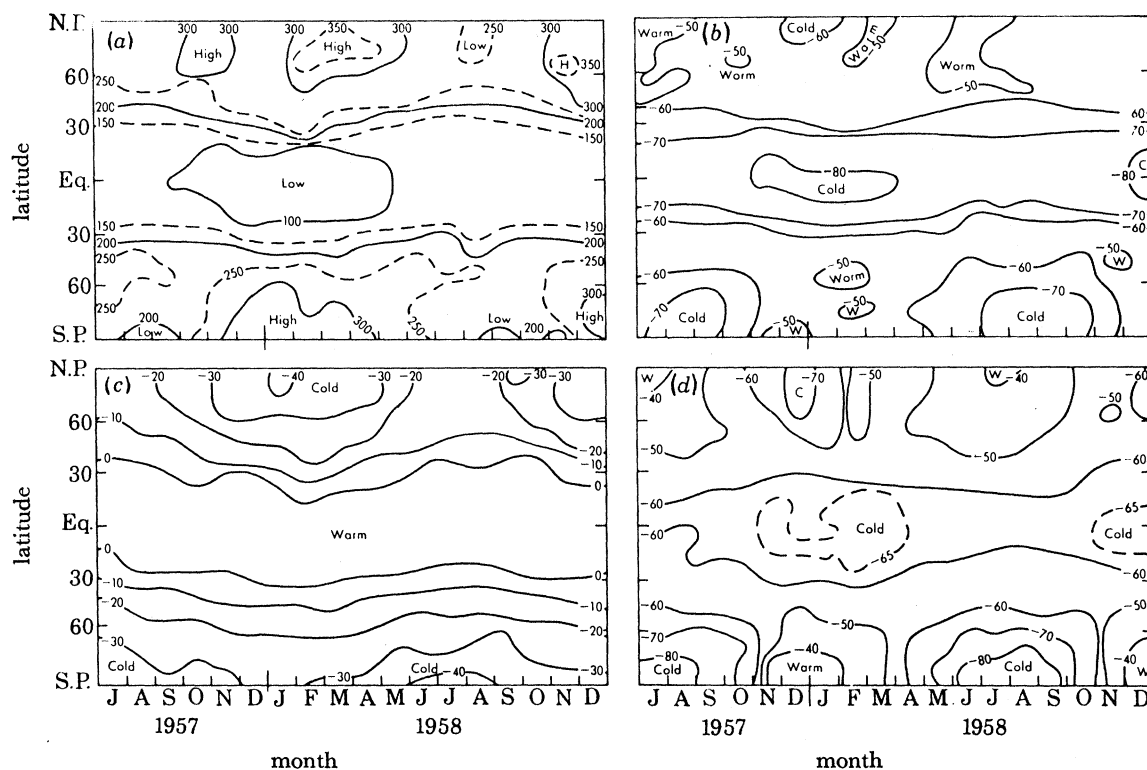 N.P.
60
30
Eq.
30
60
S.P.
latitude
(a)
300 300 300 350 300
High High Low H 350
250 250 300
200 200
150 150
Low
100
150 150
200 200
250 250 250
250 250 300
200 High 300 Low 200 High
Low
(b)
Warm -50 Cold -60 Warm -50
-50
Worm Worm
-50
-60 60
-70 70
-80
Cold
C
-80
-70 -70
-60 -60
-50
W
-60 -50 Warm -60
-70 -50 W -70
Cold -50 W Cold
N.P.
60
30
Eq.
30
60
S.P.
latitude
(c)
-20 -30 -40 -30 -20 -20 -30 -30
Cold
-10 -20
-10
0 0
Warm
0 0
-10 -10
-20 -20
-30 -30
Cold -30 Cold -40
J A S O N D J F M A M J J A S O N D
1957 1958
month
(d)
W -60 -70 -50 W -40 -60
-40 C
-50
-50 -50
-60 -60
-60 -65
Cold Cold
-65
-60
-60 -50 -60 -50
-70 -70
-80 -40 -80 -40
Cold Warm Cold W
J A S O N D J F M A M J J A S O N D
1957 1958
month